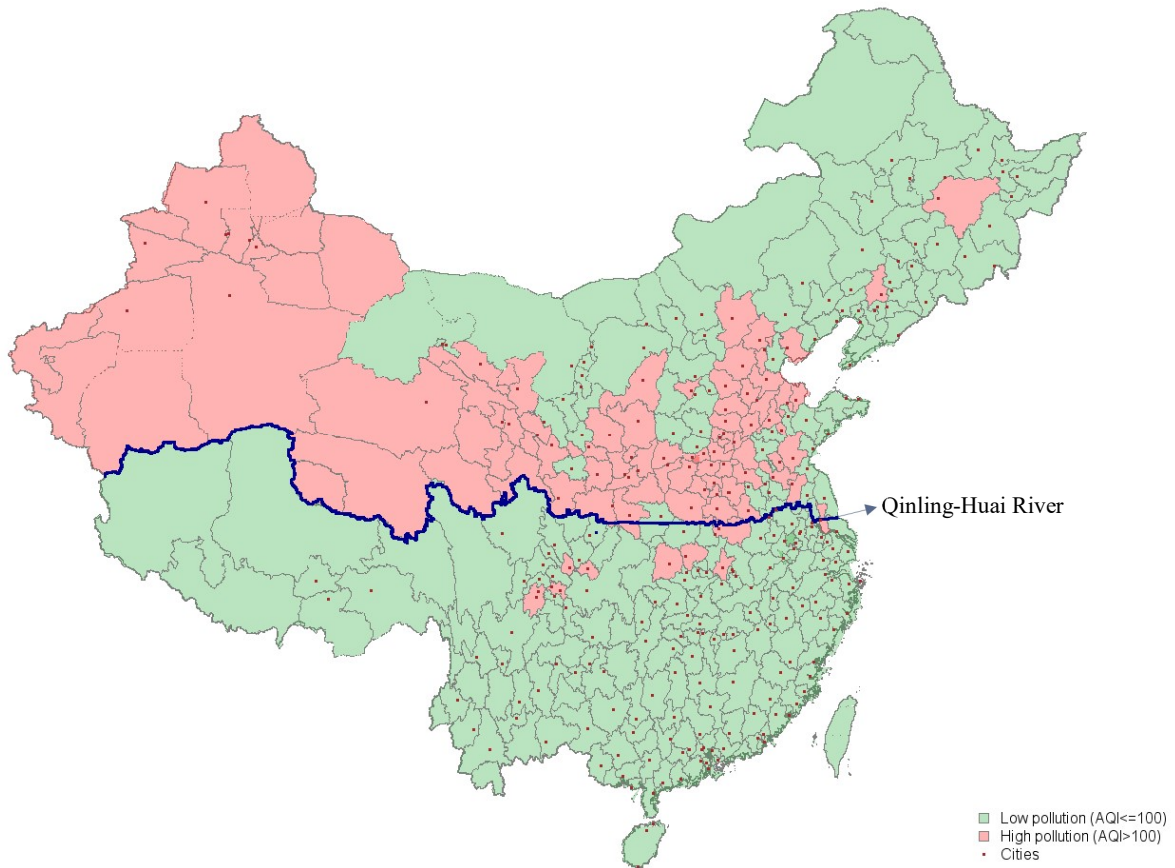 Qinling-Huai River
Low pollution (AQI<=100)
High pollution (AQI>100)
Cities